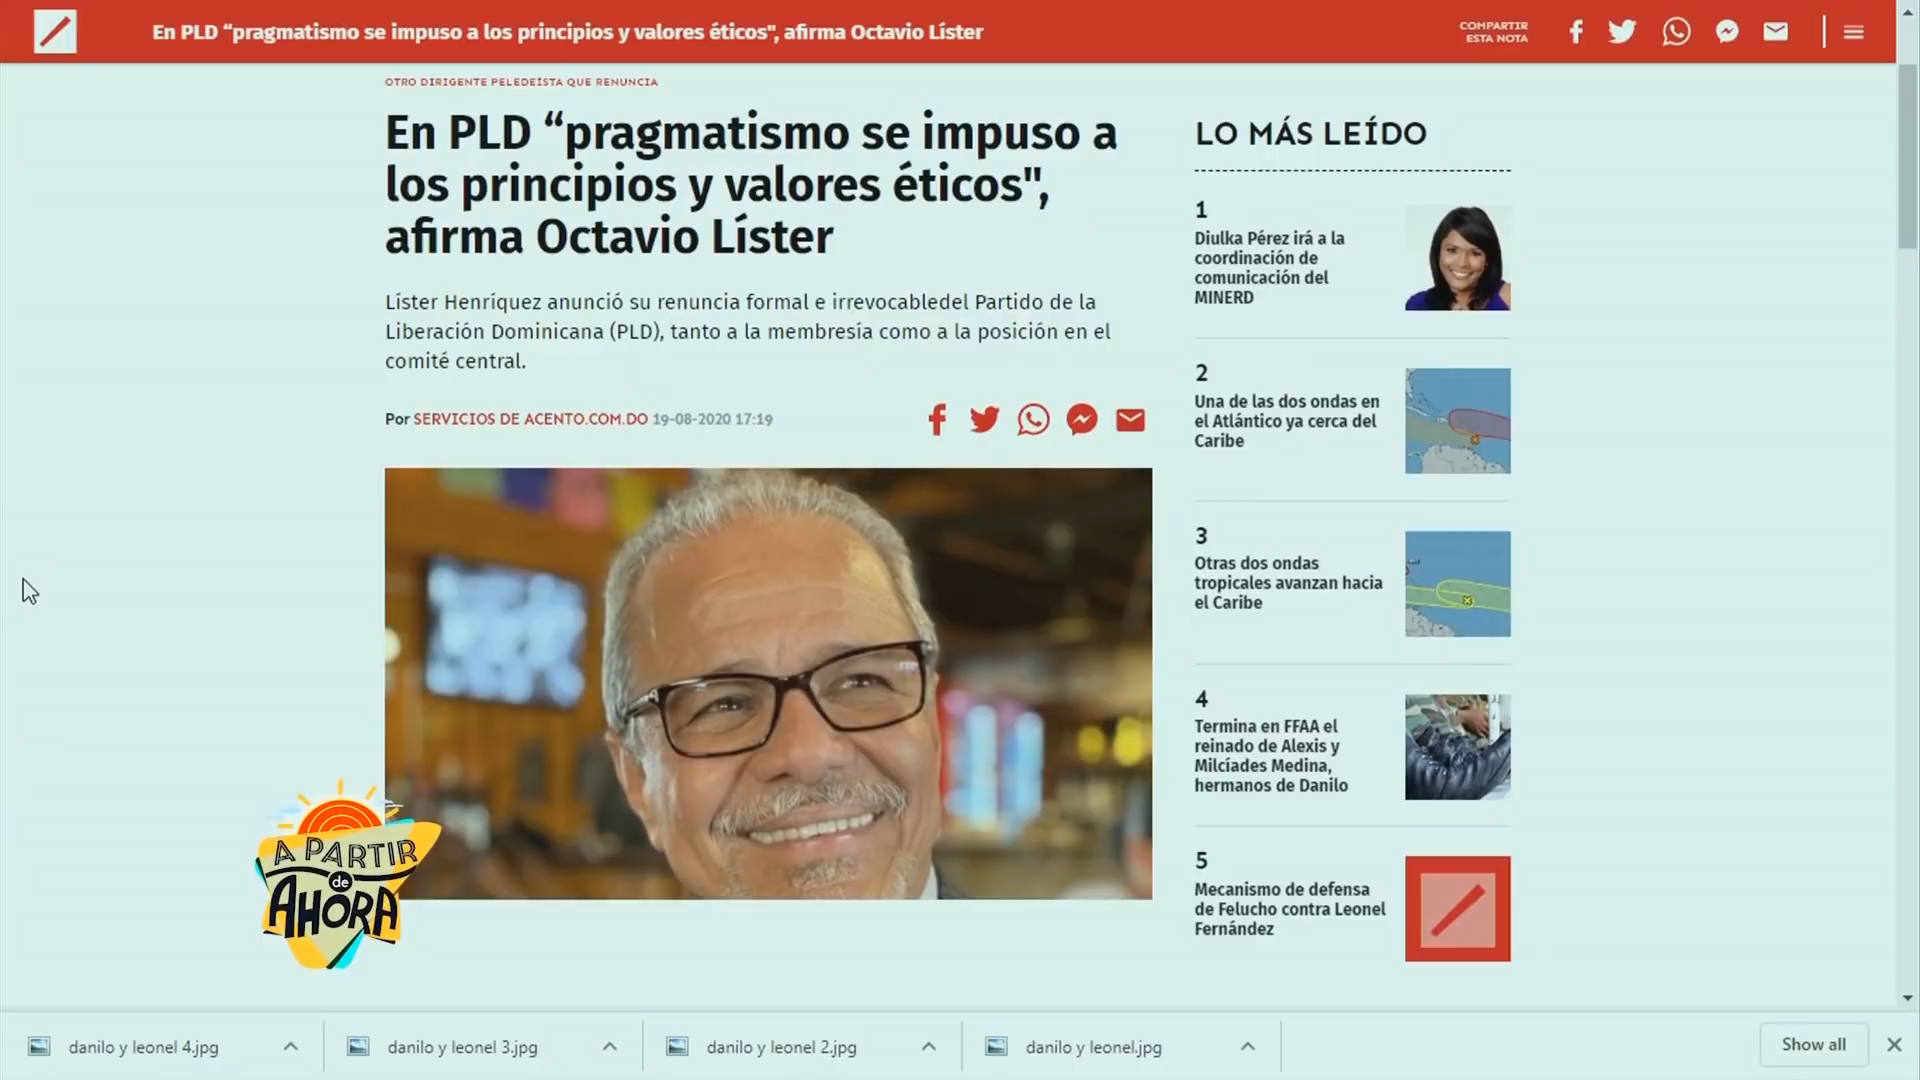 En PLD “pragmatismo se impuso a los principios y valores éticos", afirma Octavio Líster
COMPARTIR
ESTA NOTA
OTRO DIRIGENTE PELEDEÍSTA QUE RENUNCIA
En PLD “pragmatismo se impuso a
los principios y valores éticos",
afirma Octavio Líster
Líster Henríquez anunció su renuncia formal e irrevocabledel Partido de la
Liberación Dominicana (PLD), tanto a la membresía como a la posición en el
comité central.
Por SERVICIOS DE ACENTO.COM.DO 19-08-2020 17:19
LO MÁS LEÍDO
1
Diulka Pérez irá a la
coordinación de
comunicación del
MINERD
2
Una de las dos ondas en
el Atlántico ya cerca del
Caribe
3
Otras dos ondas
tropicales avanzan hacia
el Caribe
4
Termina en FFAA el
reinado de Alexis y
Milcíades Medina,
hermanos de Danilo
5
Mecanismo de defensa
de Felucho contra Leonel
Fernández
A PARTIR
de
AHORA
danilo y leonel 4.jpg
danilo y leonel 3.jpg
danilo y leonel 2.jpg
danilo y leonel.jpg
Show all